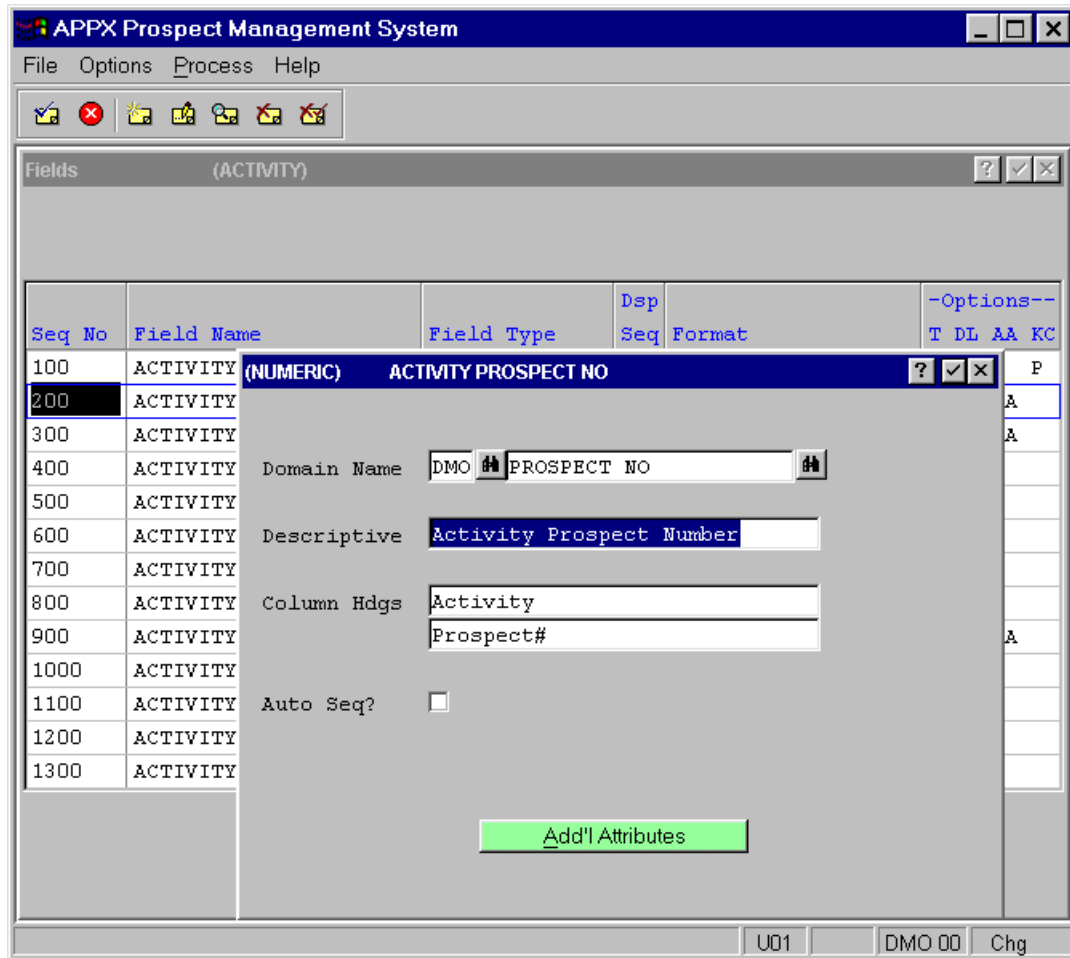 APPX Prospect Management System
File Options Process Help
Fields (ACTIVITY)
Dsp -Options--
Seq No Field Name Field Type Seq Format T DL AA KC
100 ACTIVITY P
(NUMERIC) ACTIVITY PROSPECT NO ?
200 ACTIVITY A
300 ACTIVITY A
400 ACTIVITY Domain Name DMO PROSPECT NO
500 ACTIVITY
600 ACTIVITY Descriptive Activity Prospect Number
700 ACTIVITY
800 ACTIVITY Column Hdgs Activity
900 ACTIVITY Prospect# A
1000 ACTIVITY
1100 ACTIVITY Auto Seq?
1200 ACTIVITY
1300 ACTIVITY
Add'l Attributes
U01 DMO 00 Chg